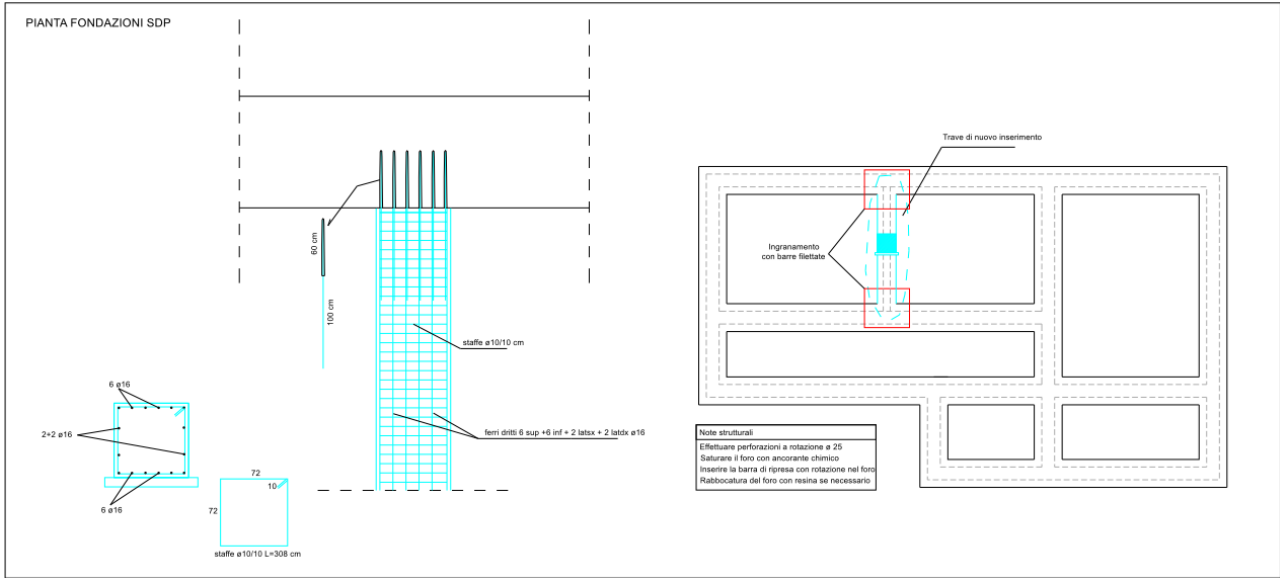 PIANTA FONDAZIONI SDP
60 cm
100 cm
staffe ø10/10 cm
ferri dritti 6 sup +6 inf + 2 latsx + 2 latdx ø16
6 ø16
2+2 ø16
6 ø16
72
10
72
staffe ø10/10 L=308 cm
Trave di nuovo inserimento
Ingranamento
con barre filettate
Note strutturali
Effettuare perforazioni a rotazione ø 25
Saturare il foro con ancorante chimico
Inserire la barra di ripresa con rotazione nel foro
Rabboccatura del foro con resina se necessario